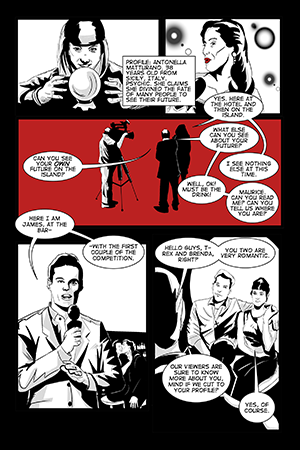 PROFILE: ANTONELLA
MATTURANO, 98
YEARS OLD FROM
SICILY, ITALY,
PSYCHIC. SHE CLAIMS
SHE DIVINED THE FATE
OF MANY PEOPLE TO
SEE THEIR FUTURE.
YES. HERE AT
THE HOTEL AND
THEN ON THE
ISLAND.
CAN YOU SEE
YOUR OWN
FUTURE ON THE
ISLAND?
WHAT ELSE
CAN YOU SEE
ABOUT YOUR
FUTURE?
I SEE NOTHING
ELSE AT THIS
TIME.
WELL, OK!
MUST BE
THE DRINK!
MAURICE,
CAN YOU READ
ME? CAN YOU
TELL US
WHERE YOU
ARE?
HERE I AM
JAMES, AT THE
BAR-
-WITH THE FIRST
COUPLE OF THE
COMPETITION.
HELLO GUYS, T-
REX AND BRENDA,
RIGHT?
YOU TWO ARE
VERY
ROMANTIC.
OUR VIEWERS
ARE SURE TO KNOW
MORE ABOUT YOU,
MIND IF WE CUT TO
YOUR PROFILE?
YES, OF
COURSE.